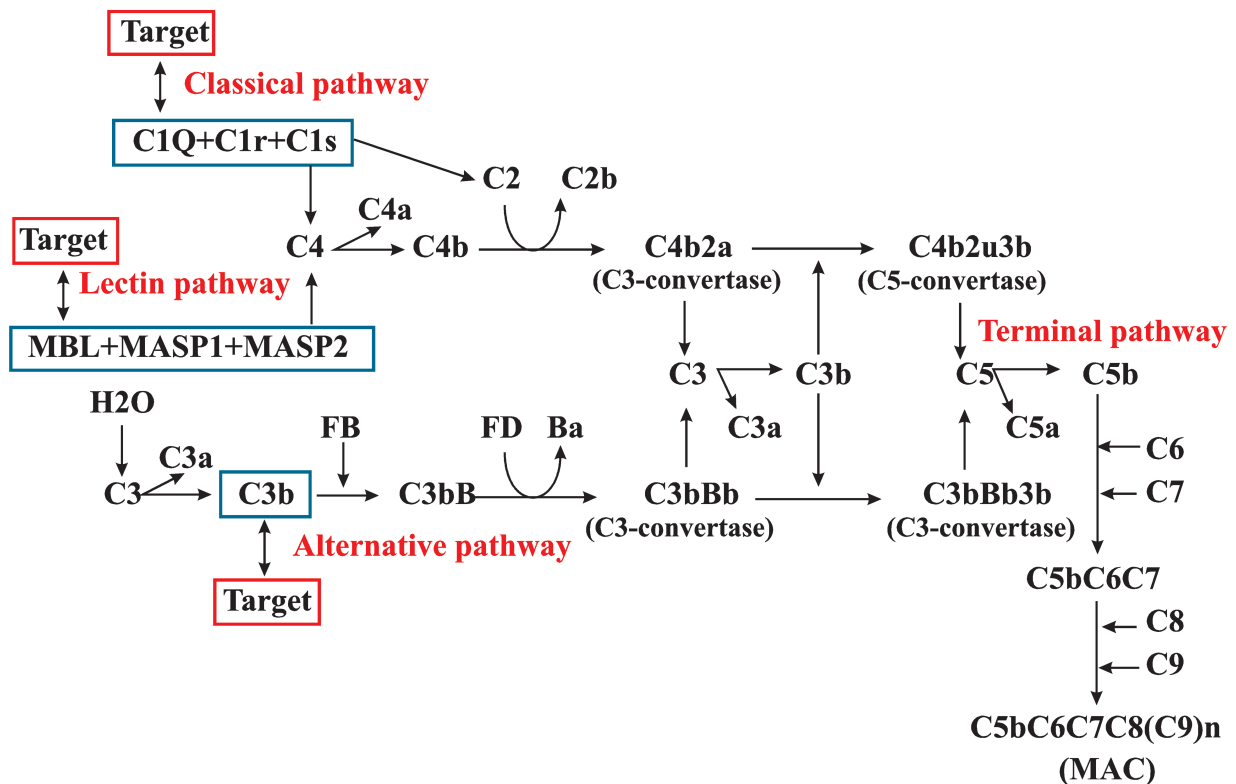 Target
Classical pathway
C1Q+C1r+C1s
C2 C2b
C4a
Target
C4 C4b C4b2a C4b2u3b
(C3-convertase) (C5-convertase)
Lectin pathway
Terminal pathway
MBL+MASP1+MASP2
C3 C3b C5 C5b
H2O
FB FD Ba C3a C5a
C6
C3a
C3 C3b C3bB C3bBb C3bBb3b C7
(C3-convertase) (C3-convertase)
Alternative pathway
C5bC6C7
Target
C8
C9
C5bC6C7C8(C9)n
(MAC)